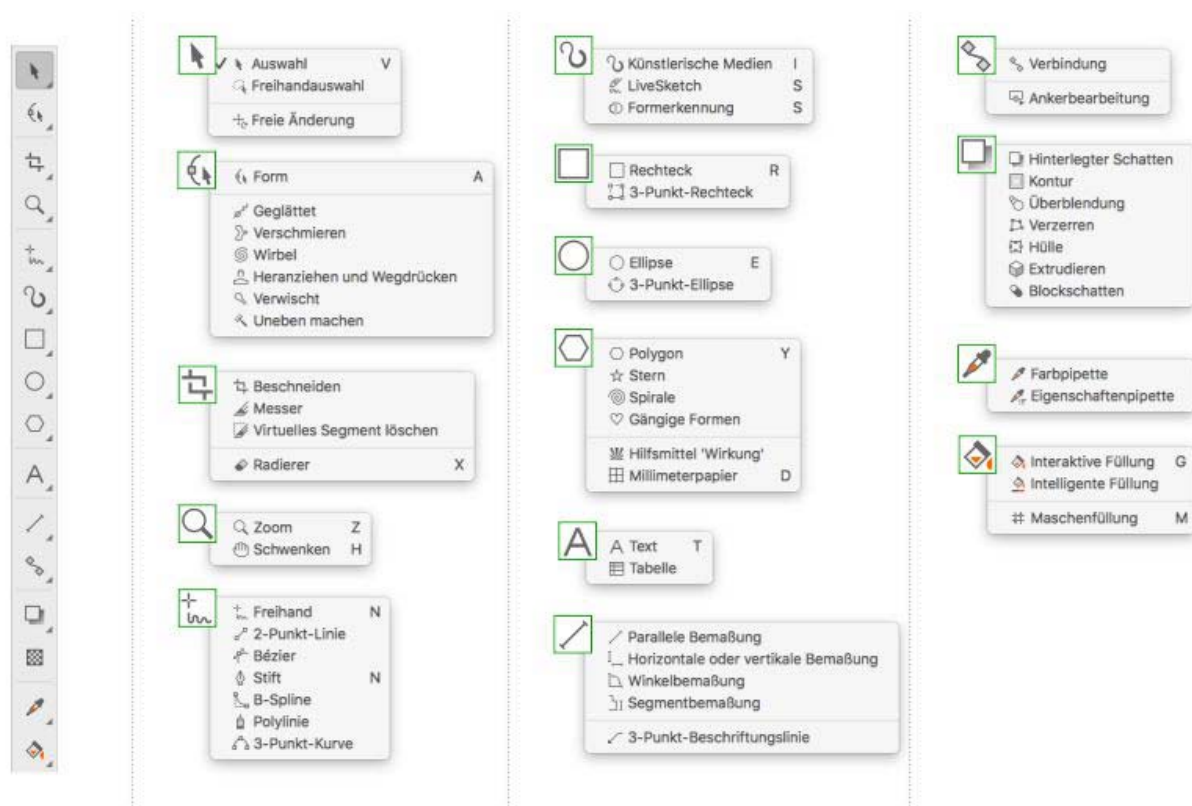 Auswahl V
Freihandauswahl
Freie Änderung
Form A
Geglättet
Verschmieren
Wirbel
Heranziehen und Wegdrücken
Verwischt
Uneben machen
Beschneiden
Messer
Virtuelles Segment löschen
Radierer X
Zoom Z
Schwenken H
Freihand N
2-Punkt-Linie
Bézier
Stift N
B-Spline
Polylinie
3-Punkt-Kurve
Künstlerische Medien I
LiveSketch S
Formerkennung S
Rechteck R
3-Punkt-Rechteck
Ellipse E
3-Punkt-Ellipse
Polygon Y
Stern
Spirale
Gängige Formen
Hilfsmittel 'Wirkung'
Millimeterpapier D
Text T
Tabelle
Parallele Bemaßung
Horizontale oder vertikale Bemaßung
Winkelbemaßung
Segmentbemaßung
3-Punkt-Beschriftungslinie
Verbindung
Ankerbearbeitung
Hinterlegter Schatten
Kontur
Überblendung
Verzerren
Hülle
Extrudieren
Blockschatten
Farbpipette
Eigenschaftenpipette
Interaktive Füllung G
Intelligente Füllung
Maschenfüllung M